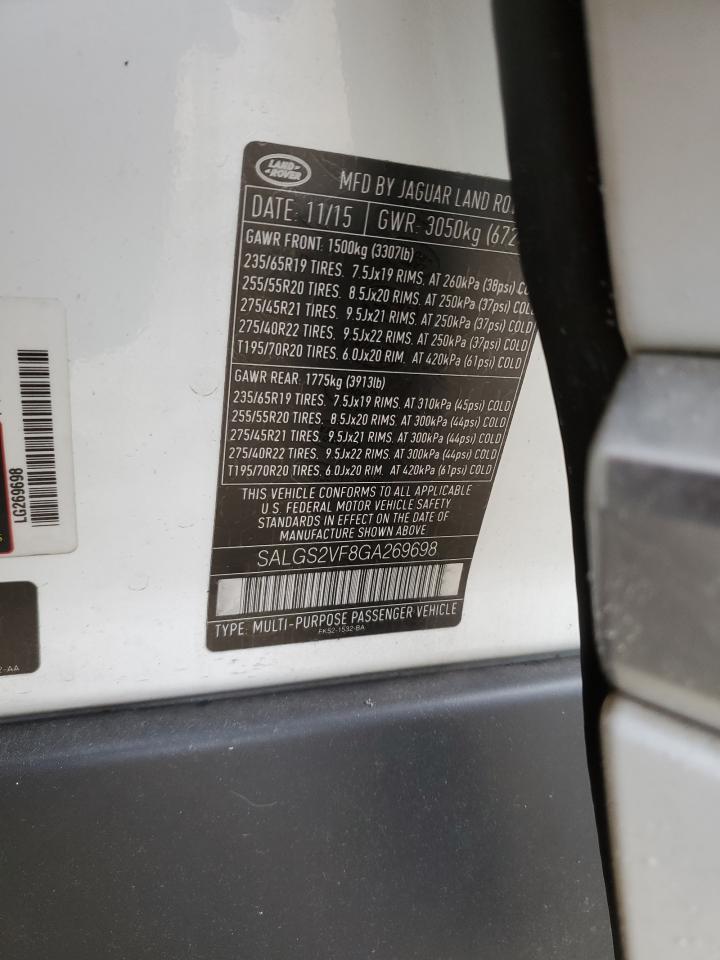 LAND-
-ROVER
MFD BY JAGUAR LAND RO
DATE: 11/15 GWR: 3050kg (672
GAWR FRONT: 1500kg (3307lb)
235/65R19 TIRES. 7.5Jx19 RIMS. AT 260kPa (38psi) COL
255/55R20 TIRES. 8.5Jx20 RIMS. AT 250kPa (37psi) CO
275/45R21 TIRES. 9.5Jx21 RIMS. AT 250kPa (37psi) COLD
275/40R22 TIRES. 9.5Jx22 RIMS. AT 250kPa (37psi) COLD
T195/70R20 TIRES. 6.0Jx20 RIM. AT 420kPa (61psi) COLD
GAWR REAR: 1775kg (3913lb)
235/65R19 TIRES. 7.5Jx19 RIMS. AT 310kPa (45psi) COLD
255/55R20 TIRES. 8.5Jx20 RIMS. AT 300kPa (44psi) COLD
275/45R21 TIRES. 9.5Jx21 RIMS. AT 300kPa (44psi) COLD
275/40R22 TIRES. 9.5Jx22 RIMS. AT 300kPa (44psi) COLD
T195/70R20 TIRES. 6.0Jx20 RIM. AT 420kPa (61psi) COLD
THIS VEHICLE CONFORMS TO ALL APPLICABLE
U.S. FEDERAL MOTOR VEHICLE SAFETY
STANDARDS IN EFFECT ON THE DATE OF
MANUFACTURE SHOWN ABOVE
SALGS2VF8GA269698
TYPE: MULTI-PURPOSE PASSENGER VEHICLE
FK52-1532-BA
LG269698
-AA